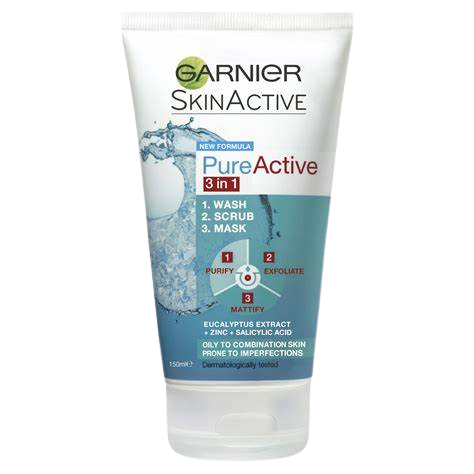 GARNIER
SKINACTIVE
NEW FORMULA
PureActive
3 in 1
1. WASH
2. SCRUB
3. MASK
1 2
PURIFY EXFOLIATE
3
MATTIFY
EUCALYPTUS EXTRACT
+ ZINC + SALICYLIC ACID
OILY TO COMBINATION SKIN
PRONE TO IMPERFECTIONS
150ml℮ Dermatologically tested